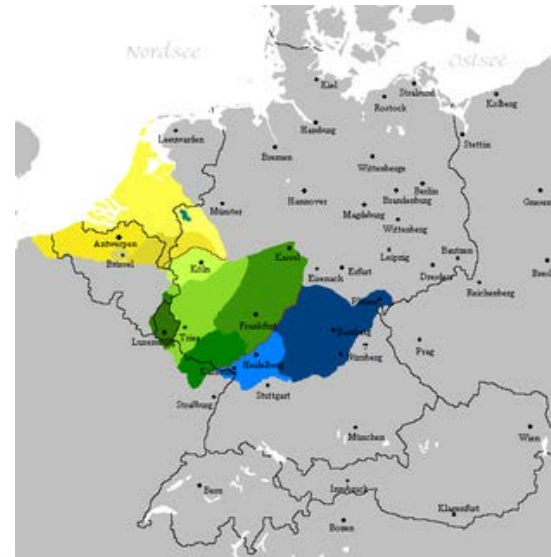 Nordsee
Ostsee
Kiel
Stralsund
Rostock
Kolberg
Leeuwarden
Hamburg
Stettin
Bremen
Wittenberge
Berlin
Hannover
Brandenburg
Münster
Magdeburg
Wittenberg
Antwerpen
Brüssel
Kassel
Leipzig
Bautzen
Köln
Eisenach
Erfurt
Dresden
Reichenberg
Frankfurt
Bamberg
Luxemburg
Trier
Prag
Nürnberg
Heidelberg
Straßburg
Stuttgart
München
Wien
Bern
Innsbruck
Klagenfurt
Bozen